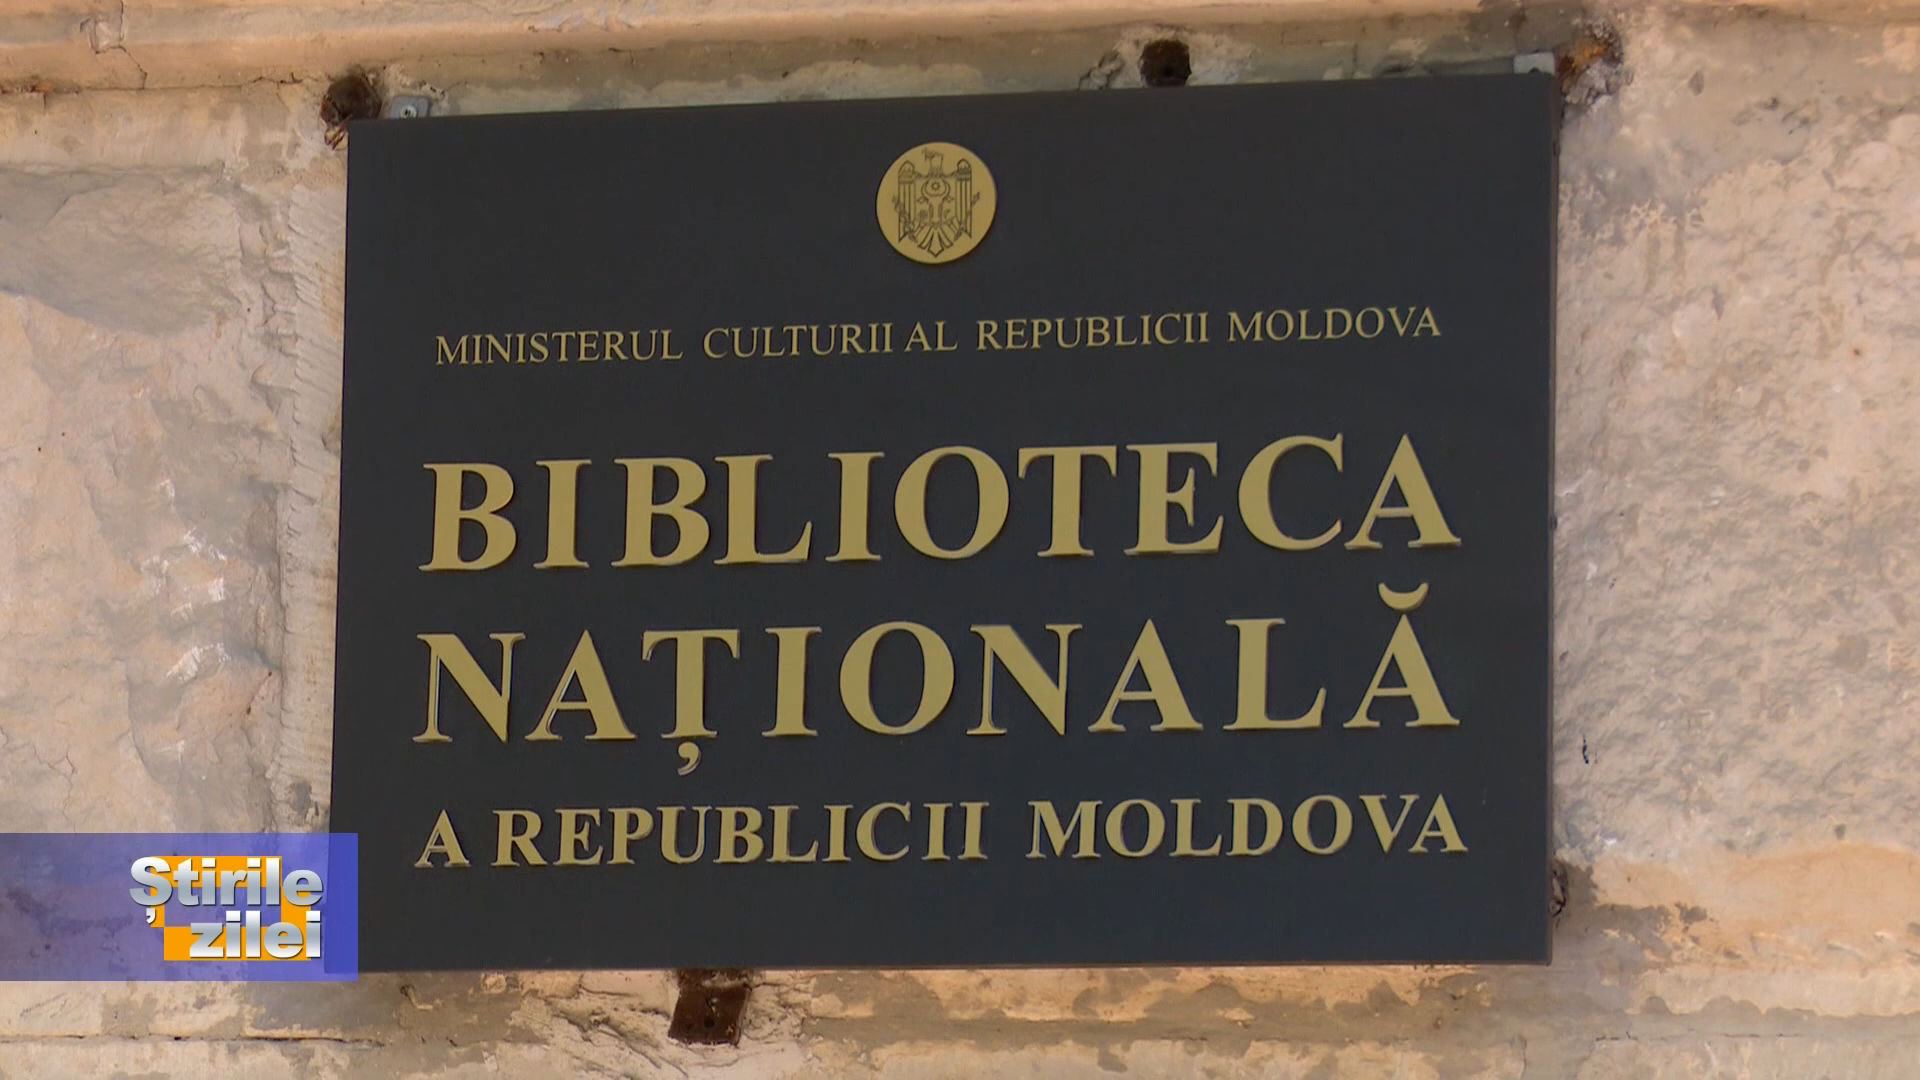 MINISTERUL CULTURII AL REPUBLICII MOLDOVA
BIBLIOTECA
NAȚIONALĂ
A REPUBLICII MOLDOVA
Știrile
zilei